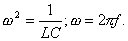 ω² = 1/LC; ω = 2πf.